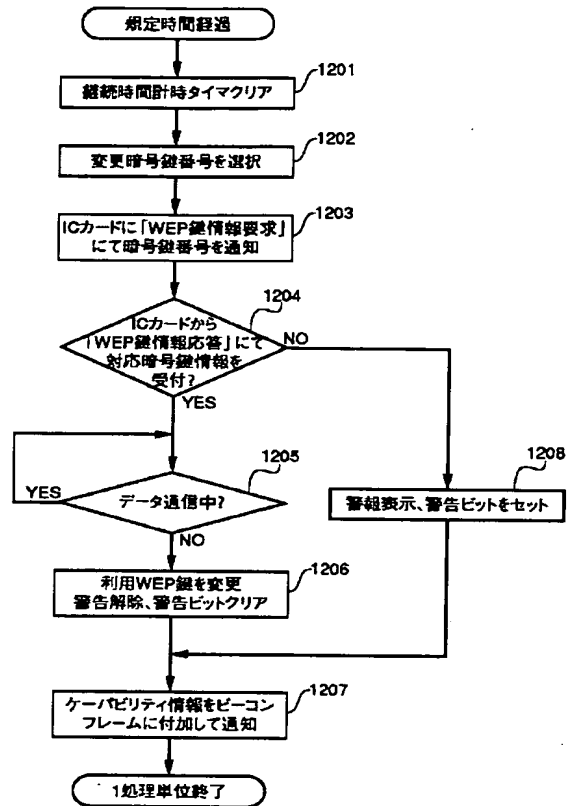 規定時間経過
1201
継続時間計時タイマクリア
1202
変更暗号鍵番号を選択
1203
ICカードに「WEP鍵情報要求」
にて暗号鍵番号を通知
1204
ICカードから
「WEP鍵情報応答」にて
対応暗号鍵情報を
受付?
NO
YES
1205
データ通信中?
YES
NO
1208
警報表示、警告ビットをセット
1206
利用WEP鍵を変更
警告解除、警告ビットクリア
1207
ケーパビリティ情報をビーコン
フレームに付加して通知
1処理単位終了